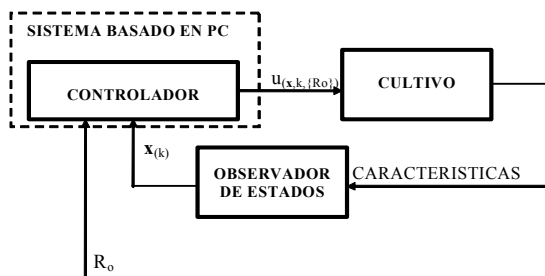 SISTEMA BASADO EN PC
CONTROLADOR
u(x,k,{Ro})
CULTIVO
x(k)
OBSERVADOR
DE ESTADOS
CARACTERISTICAS
Ro